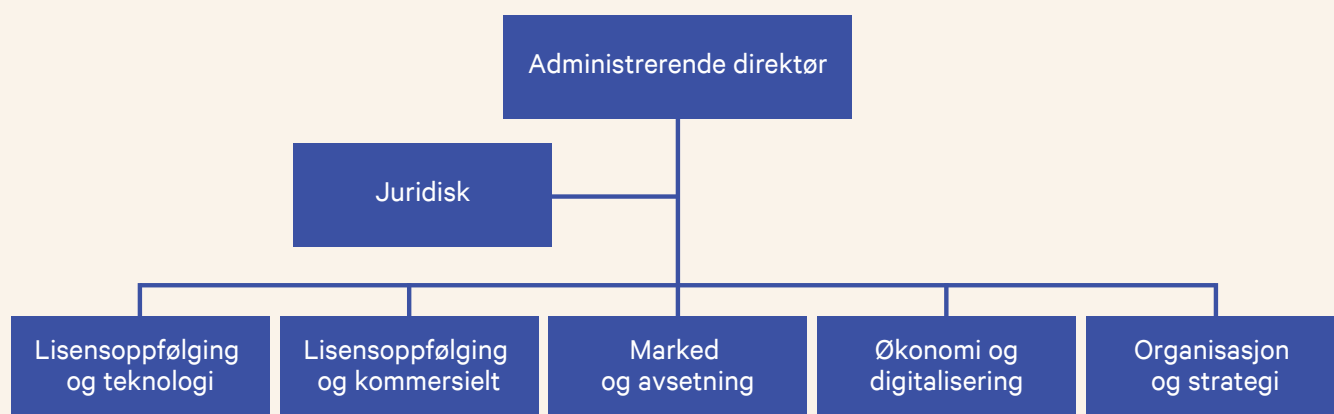 Administrerende direktør
Juridisk
Lisensoppfølging
og teknologi
Lisensoppfølging
og kommersielt
Marked
og avsetning
Økonomi og
digitalisering
Organisasjon
og strategi